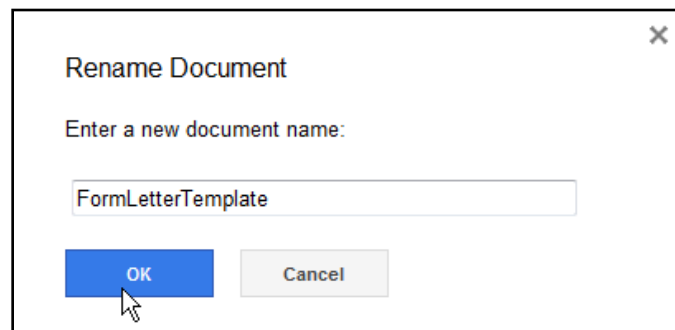 Rename Document
Enter a new document name:
FormLetterTemplate
OK Cancel